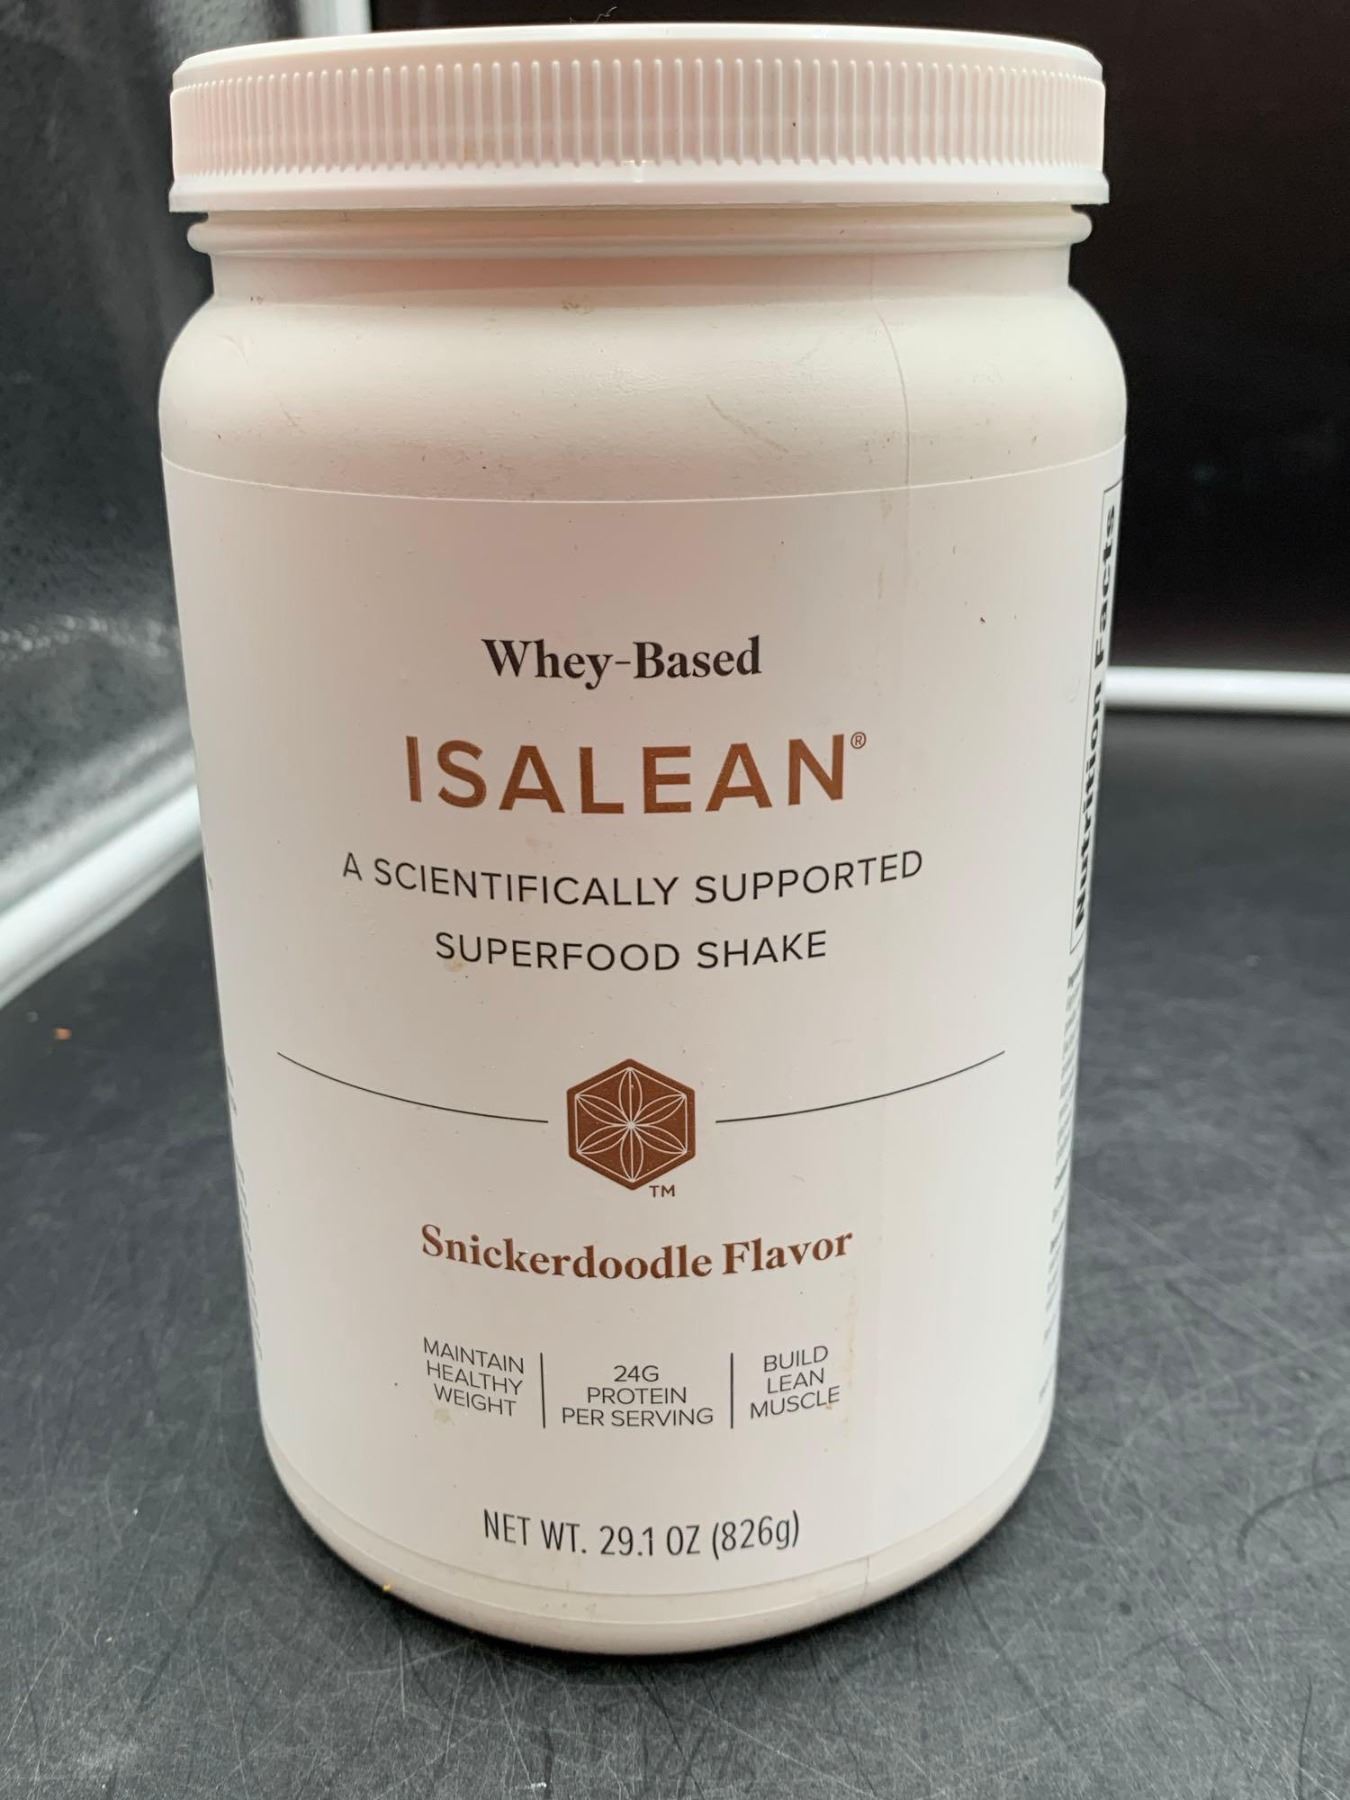 Whey-Based
ISALEAN®
A SCIENTIFICALLY SUPPORTED
SUPERFOOD SHAKE
TM
Snickerdoodle Flavor
MAINTAIN
HEALTHY
WEIGHT
24G
PROTEIN
PER SERVING
BUILD
LEAN
MUSCLE
NET WT. 29.1 OZ (826g)
Nutrition Facts